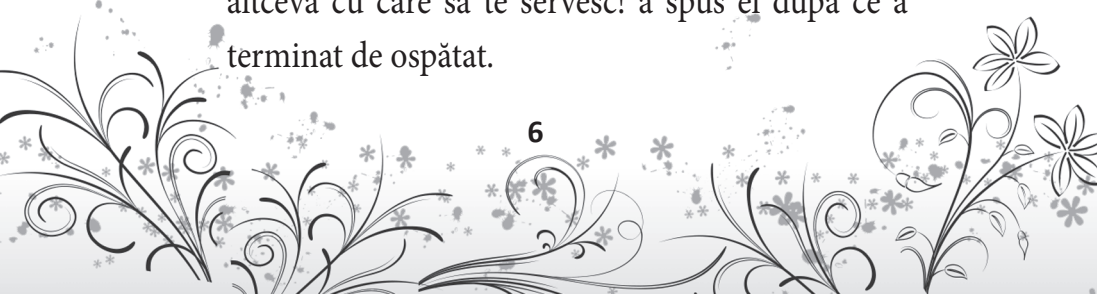 altceva cu care să te servesc! a spus el după ce a
terminat de ospătat.
6